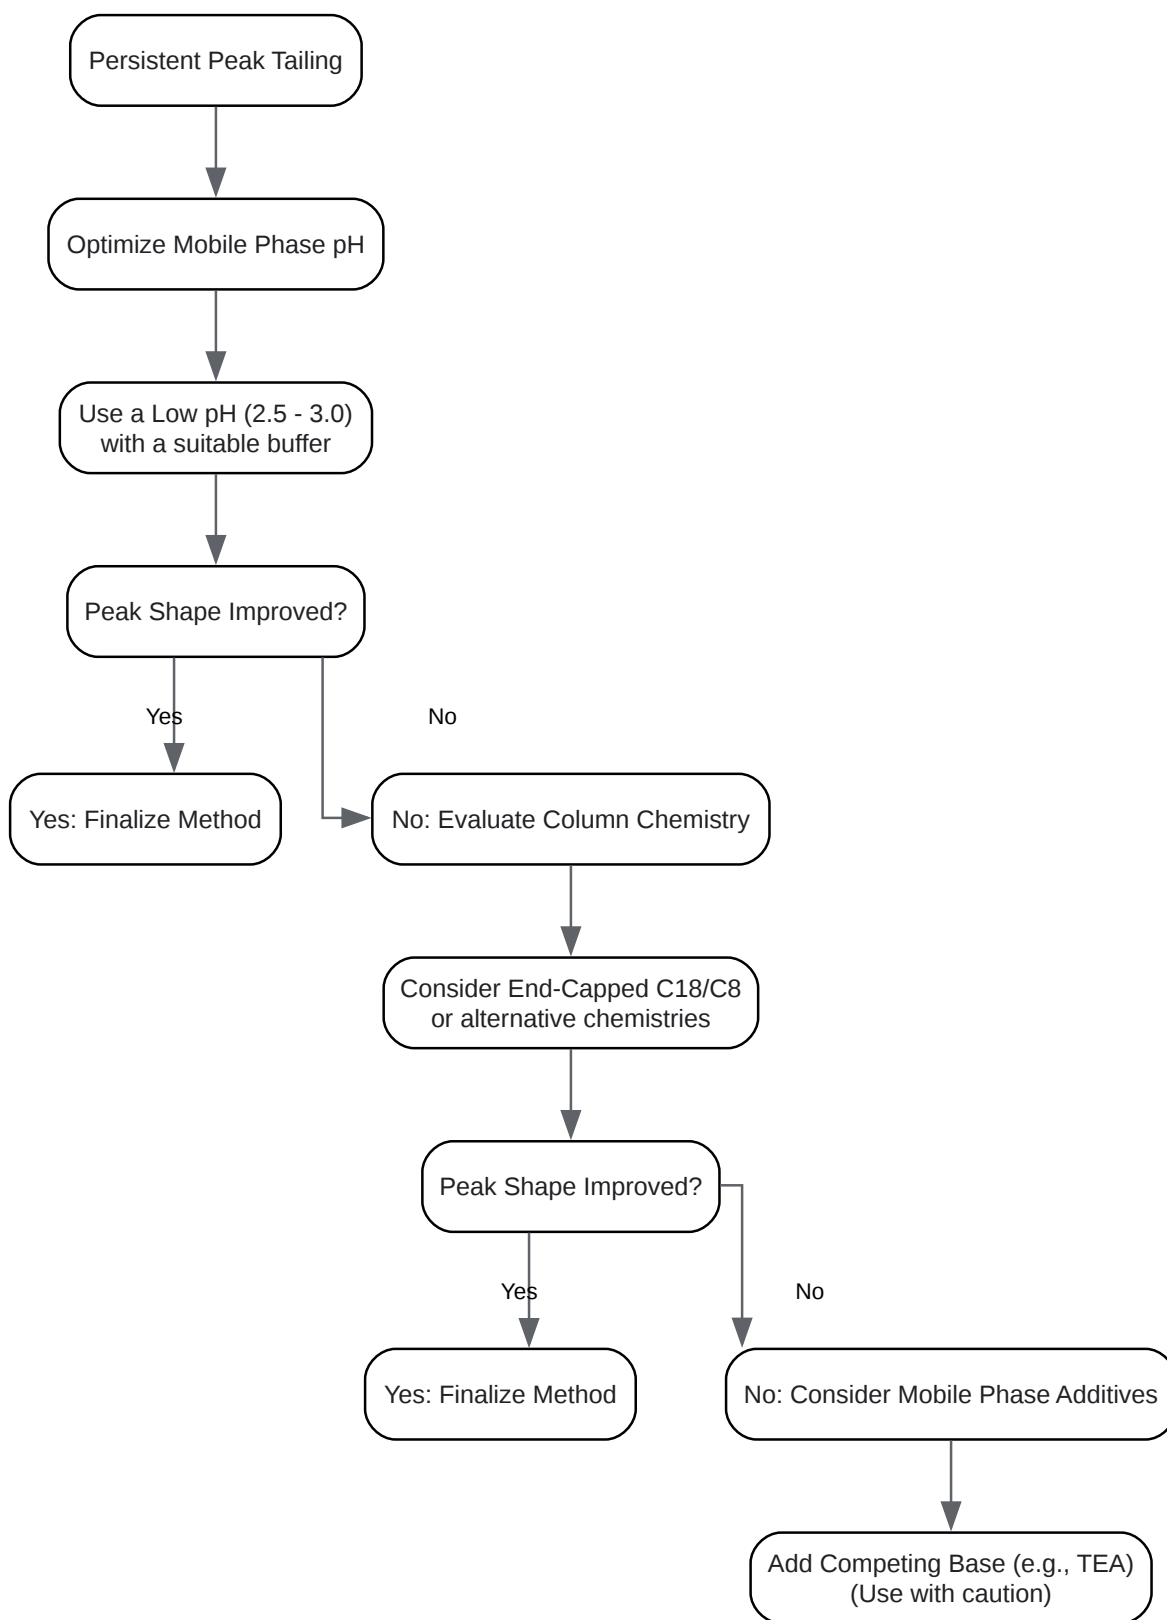 Persistent Peak Tailing
Optimize Mobile Phase pH
Use a Low pH (2.5 - 3.0)
with a suitable buffer
Peak Shape Improved?
Yes
No
Yes: Finalize Method
No: Evaluate Column Chemistry
Consider End-Capped C18/C8
or alternative chemistries
Peak Shape Improved?
Yes
No
Yes: Finalize Method
No: Consider Mobile Phase Additives
Add Competing Base (e.g., TEA)
(Use with caution)